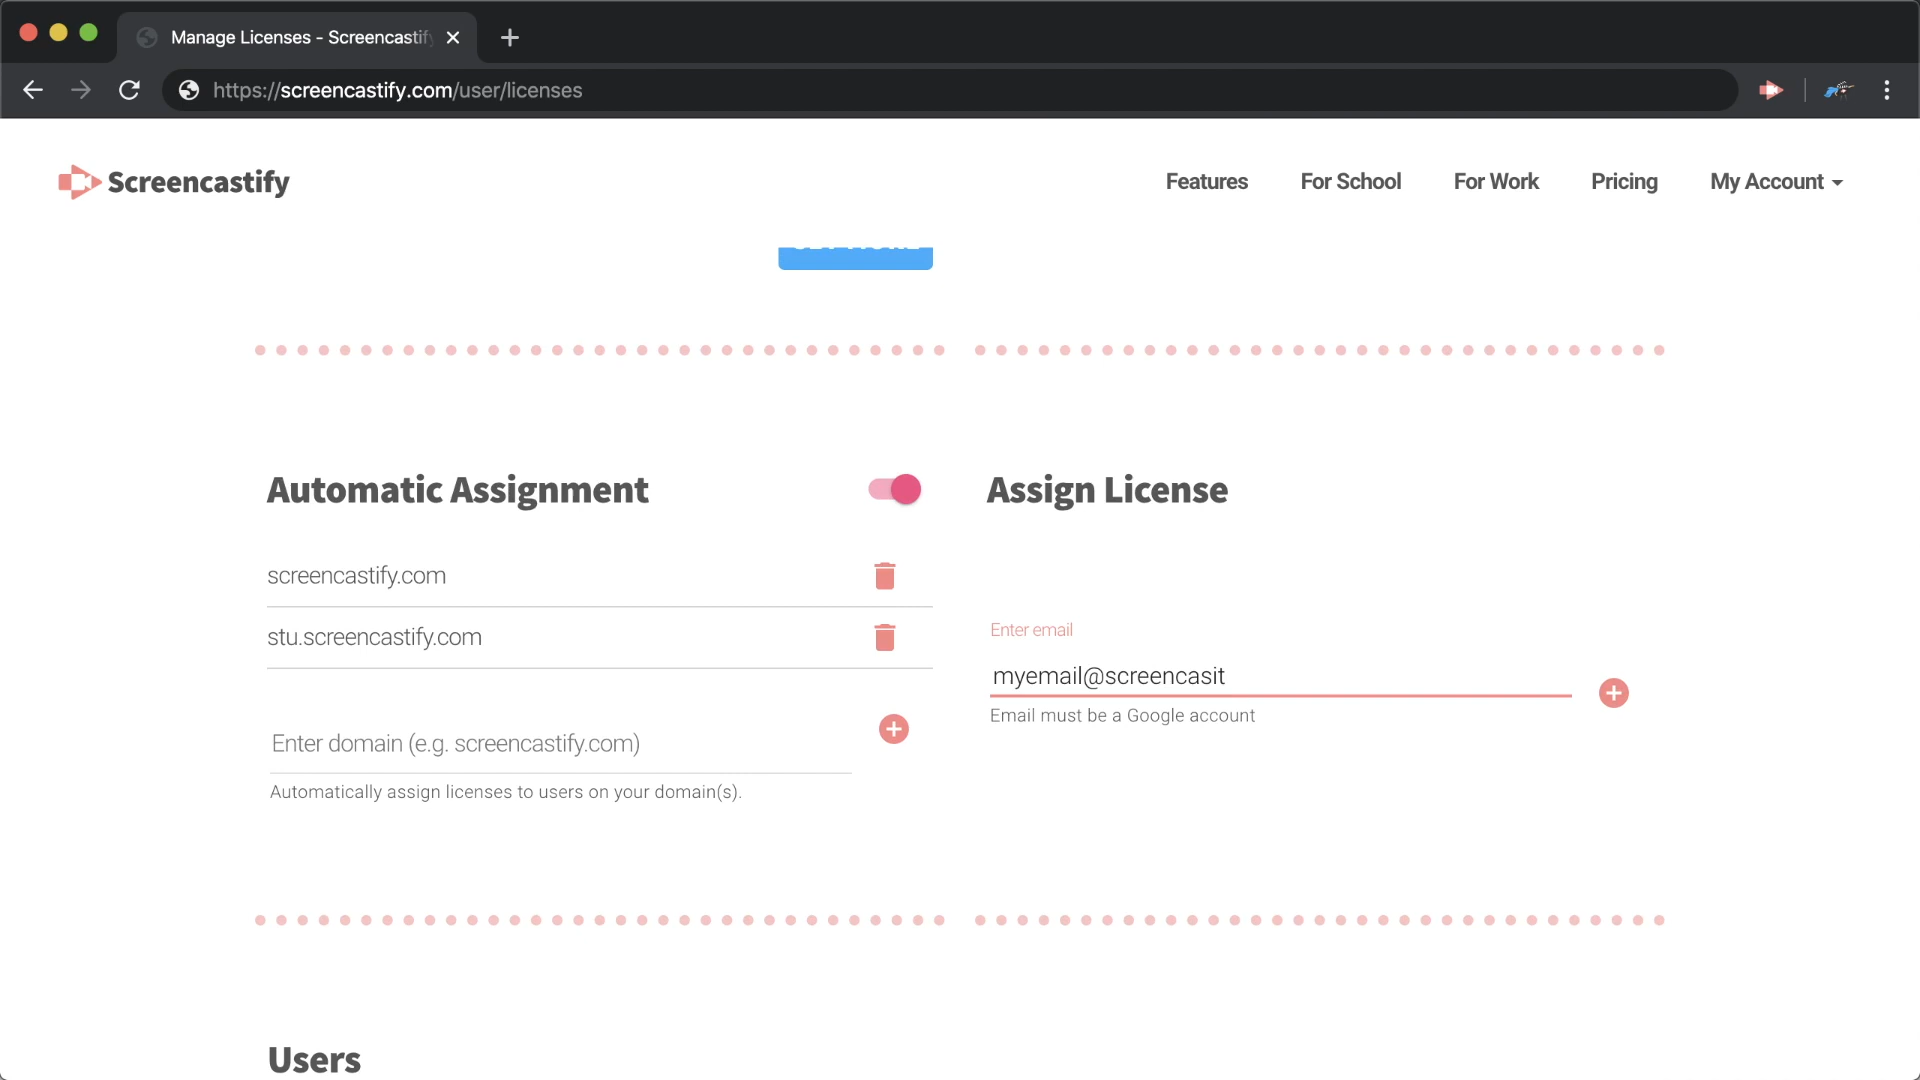 Manage Licenses - Screencastify
https://screencastify.com/user/licenses
Screencastify
Features
For School
For Work
Pricing
My Account
Automatic Assignment
Assign License
screencastify.com
stu.screencastify.com
Enter email
myemail@screencasit
Email must be a Google account
Enter domain (e.g. screencastify.com)
Automatically assign licenses to users on your domain(s).
Users